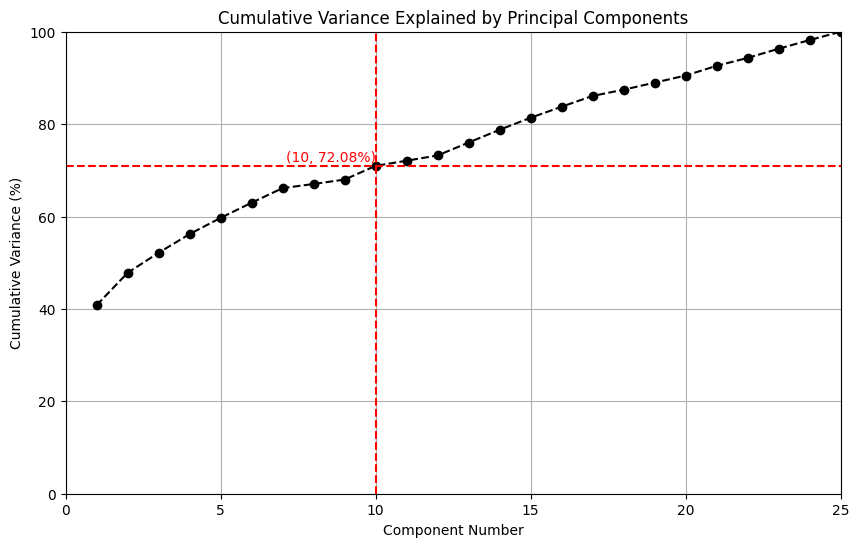 Cumulative Variance Explained by Principal Components
100
80
60
40
20
0
Cumulative Variance (%)
(10, 72.08%)
0 5 10 15 20 25
Component Number